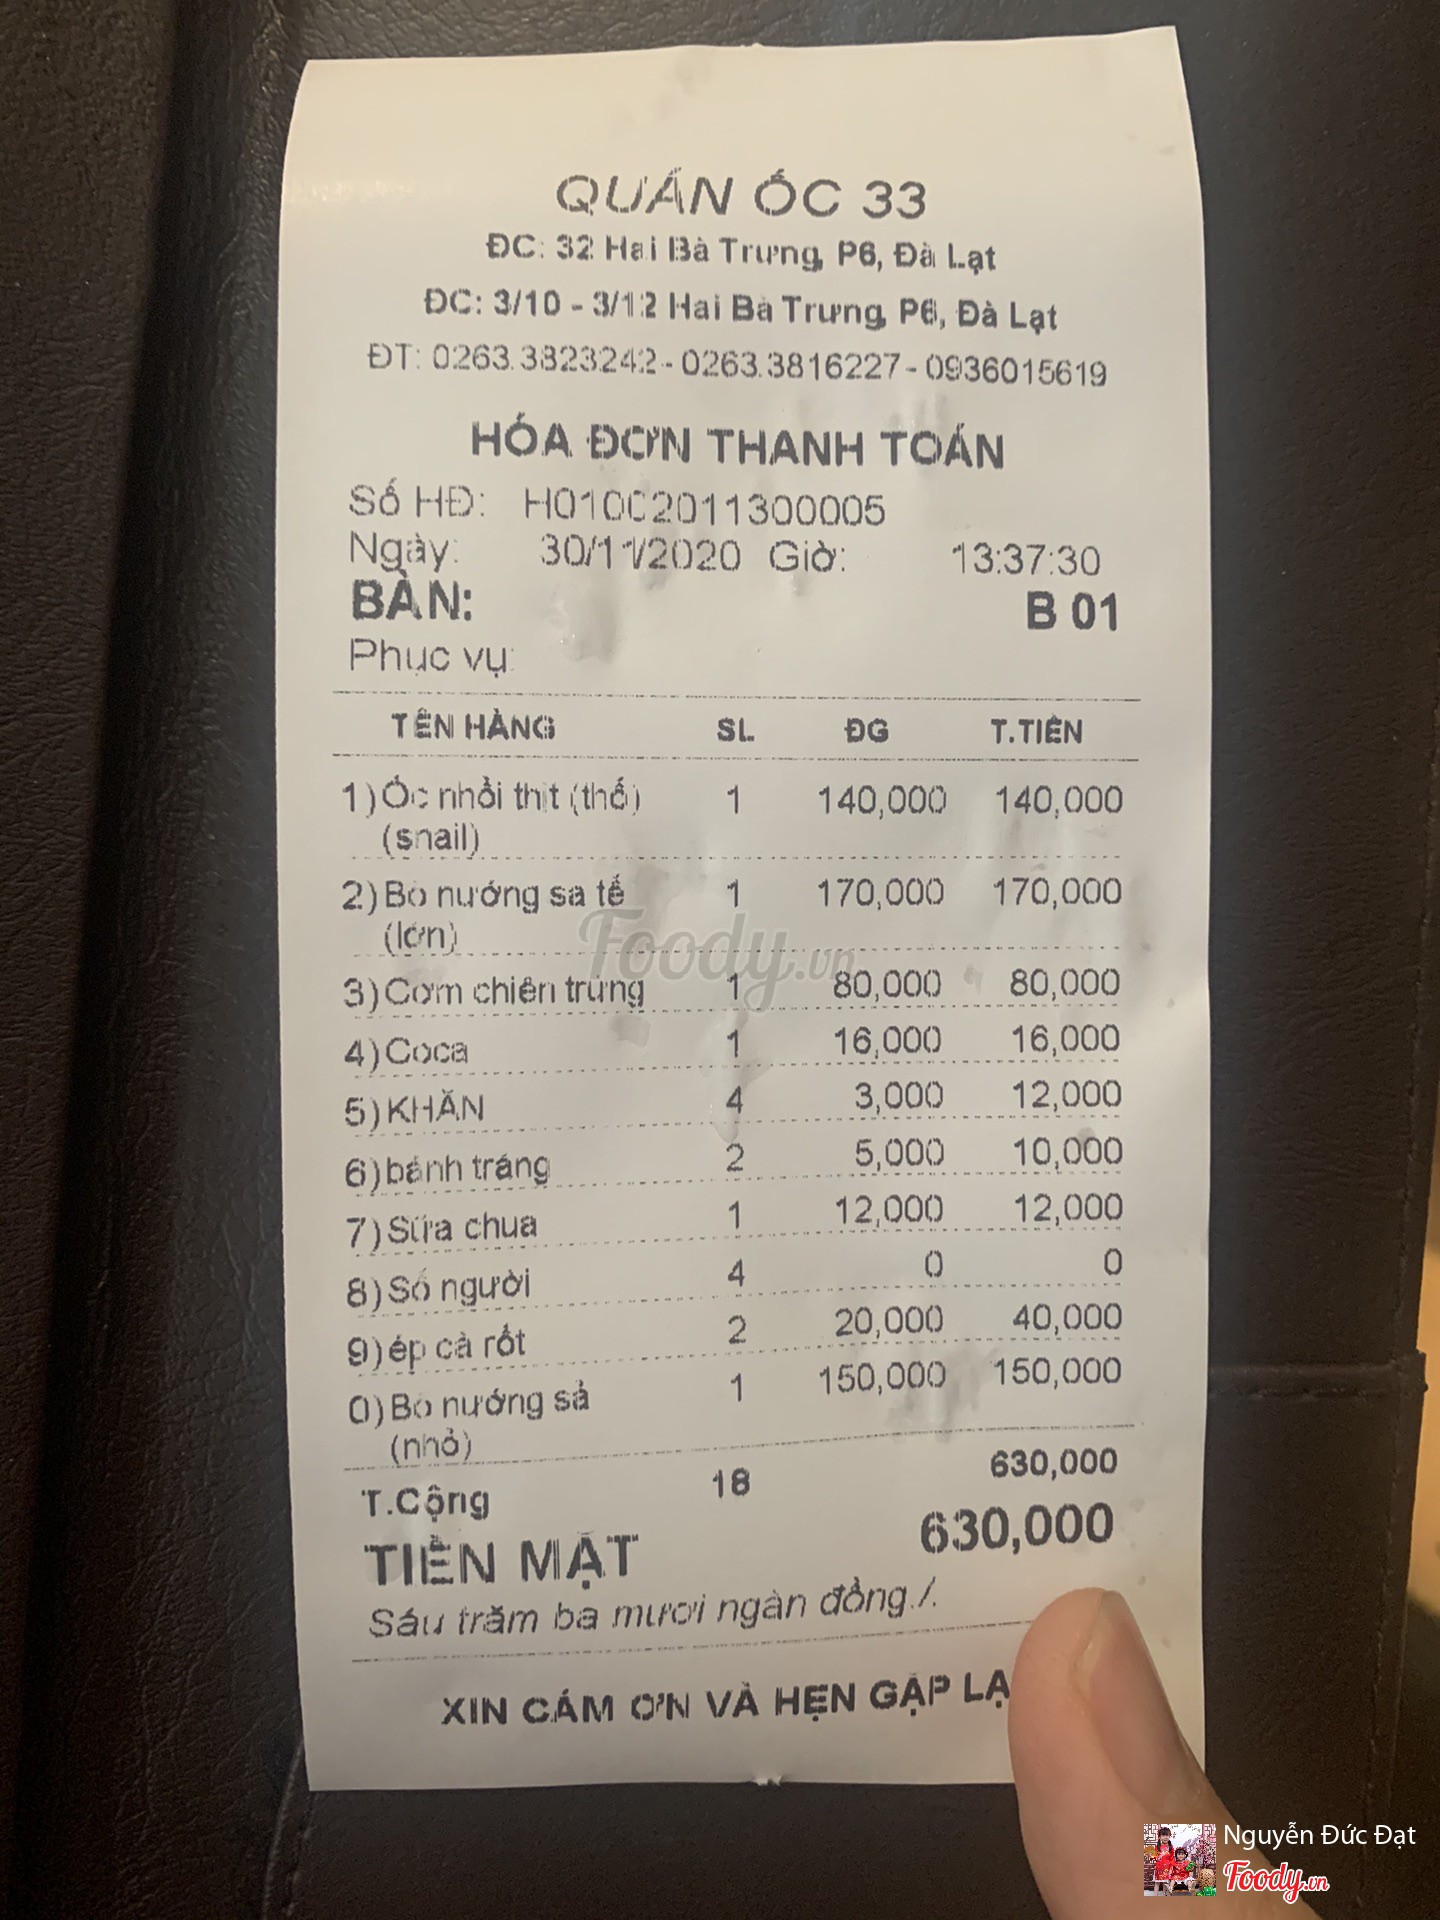 QUÁN ỐC 33
ĐC: 32 Hai Bà Trưng, P6, Đà Lạt
ĐC: 3/10 - 3/12 Hai Bà Trưng, P6, Đà Lạt
ĐT: 0263.3823242 - 0263.3816227 - 0936015619
HÓA ĐƠN THANH TOÁN
Số HĐ: H01002011300005
Ngày: 30/11/2020 Giờ: 13:37:30
BÀN: B 01
Phục vụ:
TÊN HÀNG SL ĐG T.TIỀN
1) Ốc nhồi thịt (thố) 1 140,000 140,000
(snail)
2) Bò nướng sa tế 1 170,000 170,000
(lớn)
3) Cơm chiên trứng 1 80,000 80,000
4) Coca 1 16,000 16,000
5) KHĂN 4 3,000 12,000
6) bánh tráng 2 5,000 10,000
7) Sữa chua 1 12,000 12,000
8) Số người 4 0 0
9) ép cà rốt 2 20,000 40,000
0) Bò nướng sả 1 150,000 150,000
(nhỏ)
T.Cộng 18 630,000
TIỀN MẶT 630,000
Sáu trăm ba mươi ngàn đồng./.
XIN CÁM ƠN VÀ HẸN GẶP LẠ
Foody.vn
Nguyễn Đức Đạt
Foody.vn